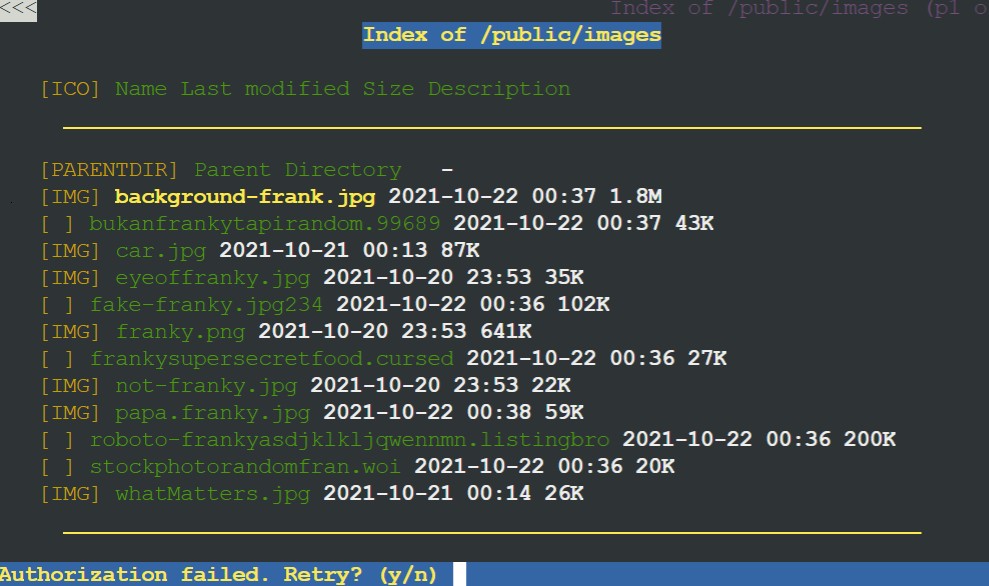 <<<
Index of /public/images (p1 o
Index of /public/images
[ICO] Name Last modified Size Description
[PARENTDIR] Parent Directory -
[IMG] background-frank.jpg 2021-10-22 00:37 1.8M
[ ] bukanfrankytapirandom.99689 2021-10-22 00:37 43K
[IMG] car.jpg 2021-10-21 00:13 87K
[IMG] eyeoffranky.jpg 2021-10-20 23:53 35K
[ ] fake-franky.jpg234 2021-10-22 00:36 102K
[IMG] franky.png 2021-10-20 23:53 641K
[ ] frankysupersecretfood.cursed 2021-10-22 00:36 27K
[IMG] not-franky.jpg 2021-10-20 23:53 22K
[IMG] papa.franky.jpg 2021-10-22 00:38 59K
[ ] roboto-frankyasdjklkljqwennmn.listingbro 2021-10-22 00:36 200K
[ ] stockphotorandomfran.woi 2021-10-22 00:36 20K
[IMG] whatMatters.jpg 2021-10-21 00:14 26K
Authorization failed. Retry? (y/n)